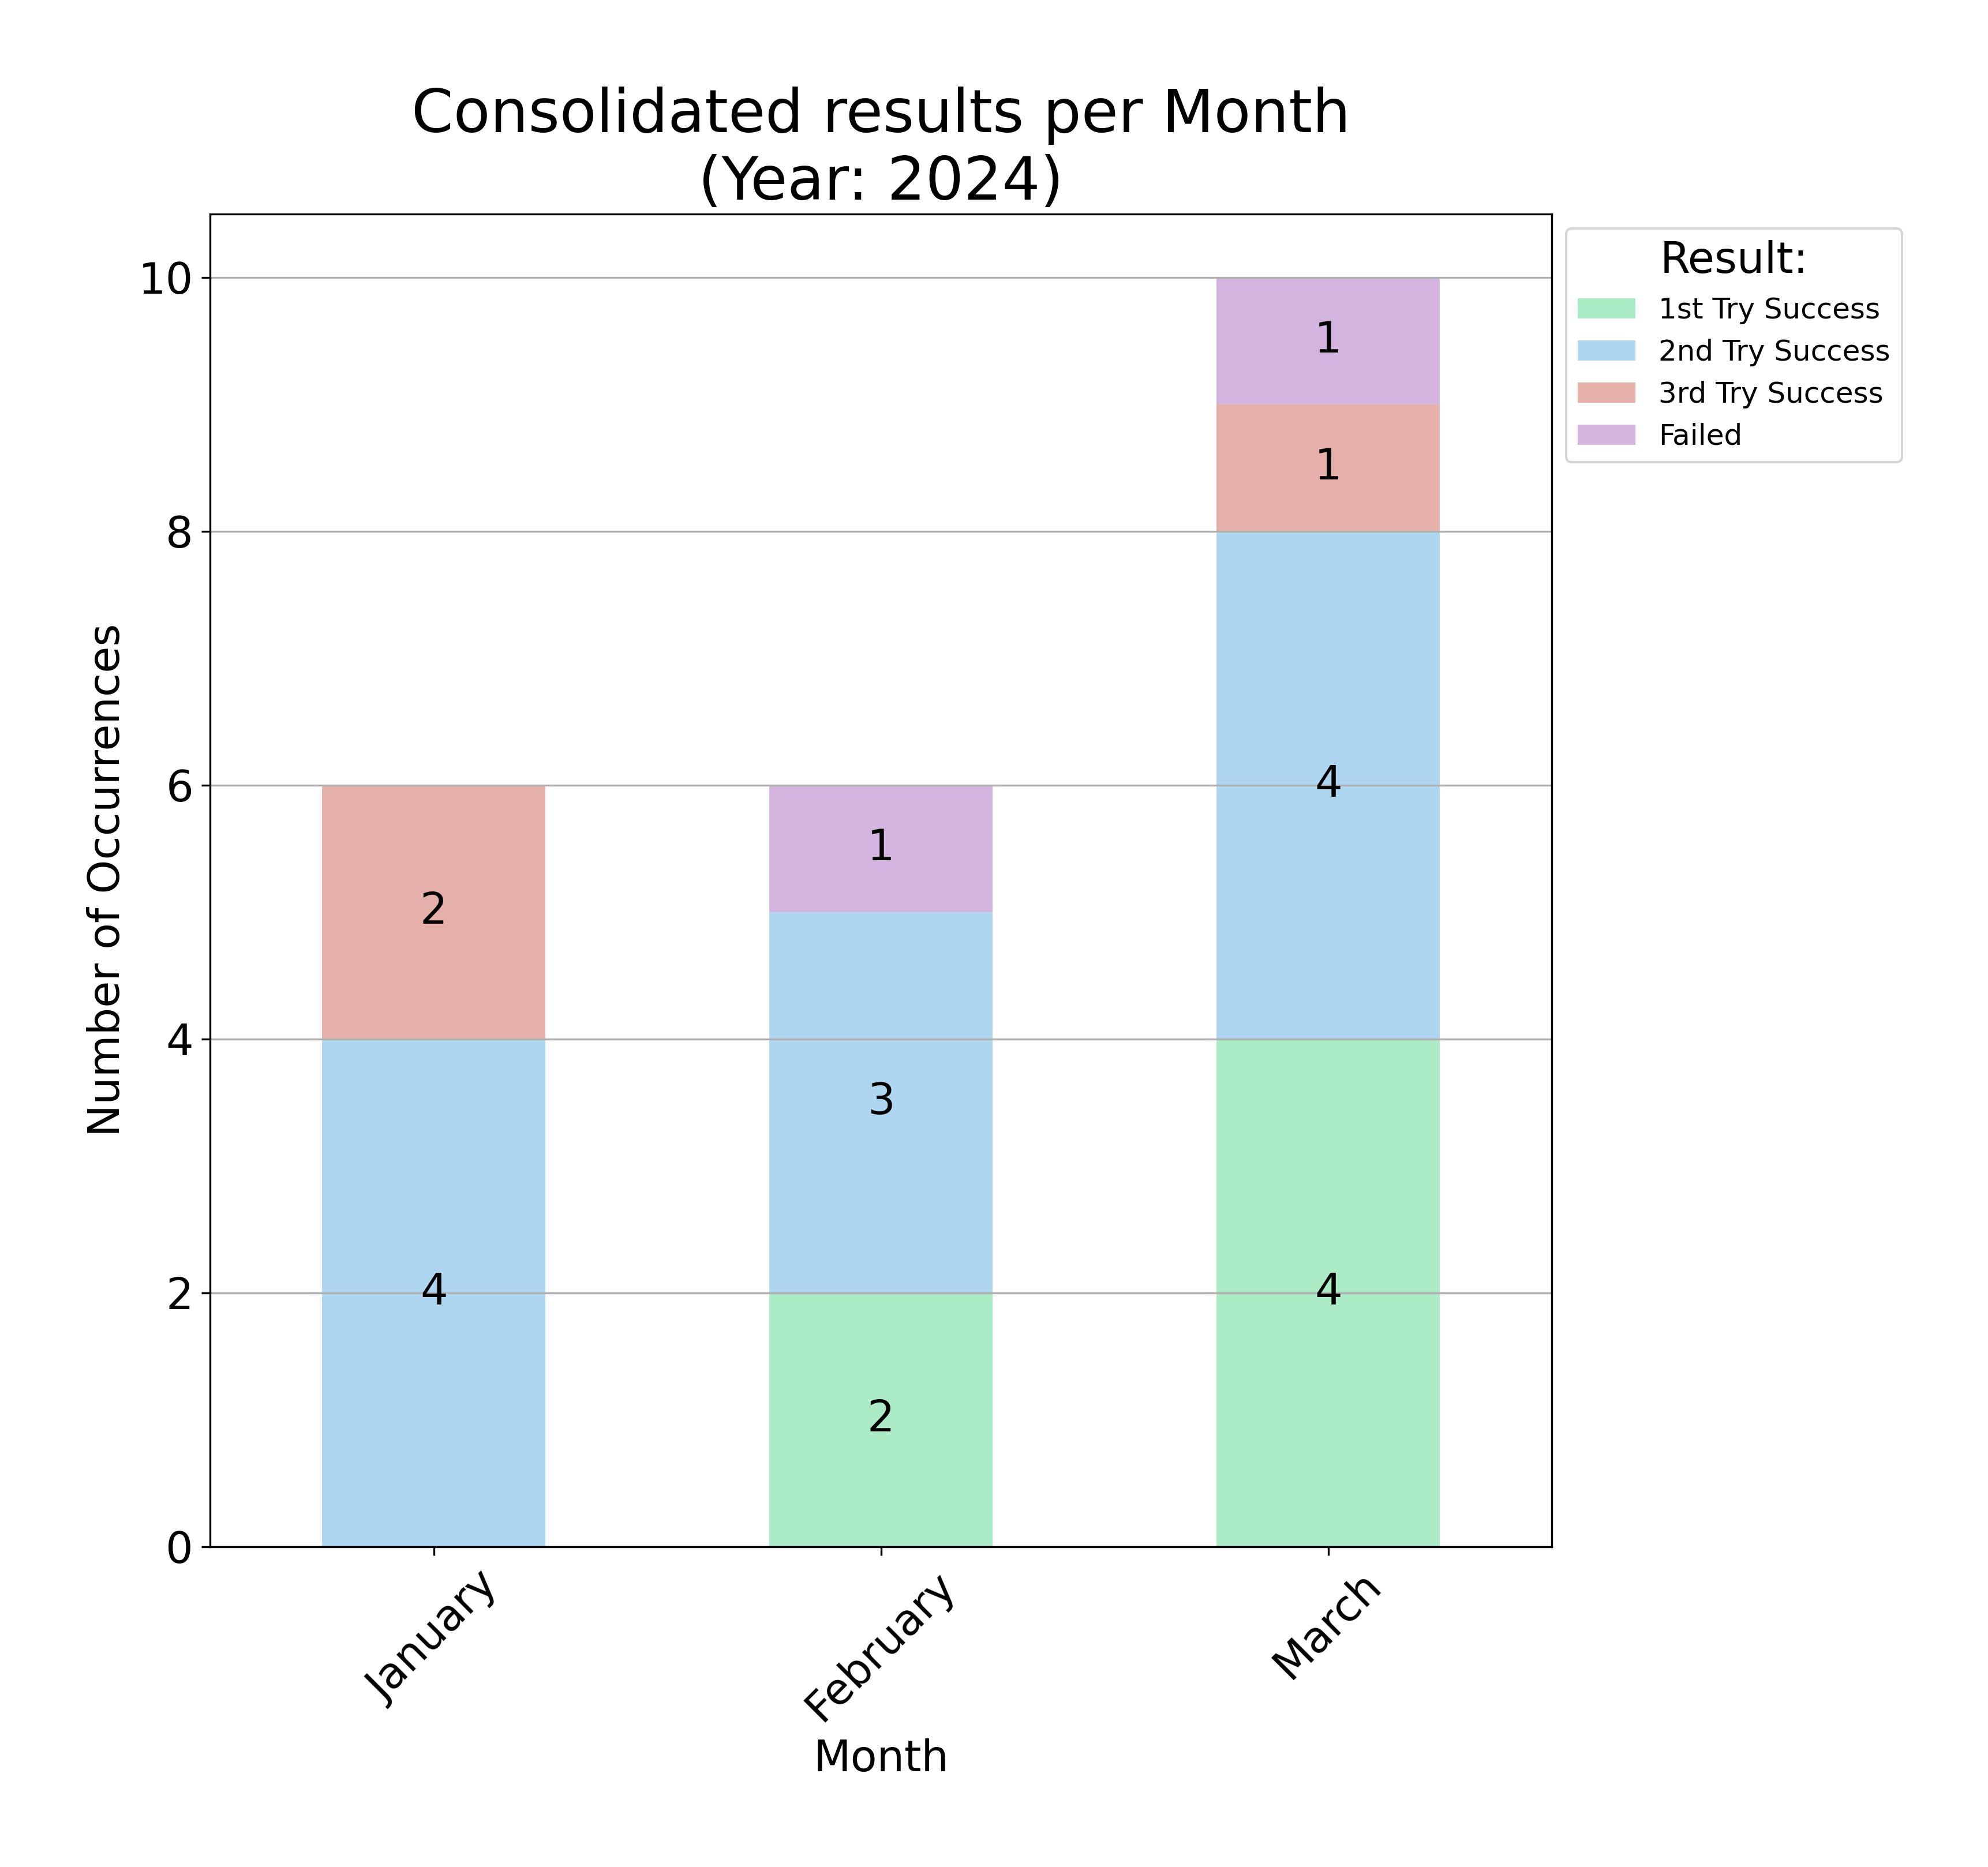 Consolidated results per Month
(Year: 2024)
Result:
1st Try Success
2nd Try Success
3rd Try Success
Failed
Number of Occurrences
10
8
6
4
2
0
2
4
1
3
2
1
1
4
4
January
February
March
Month